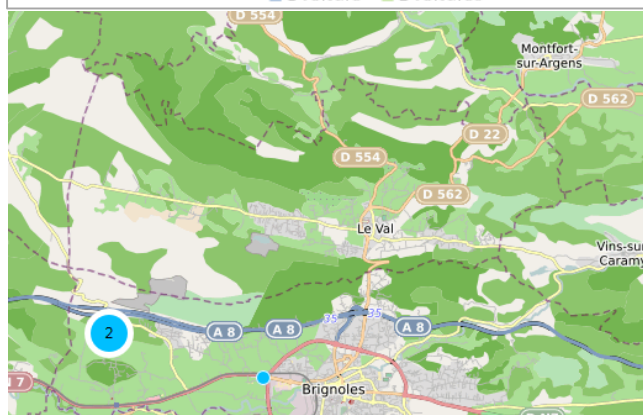 D 554
Montfort-
sur-Argens
D 562
D 22
D 554
D 562
Le Val
Vins-su
Caramy
35
35
2
A 8
A 8
A 8
N 7
Brignoles